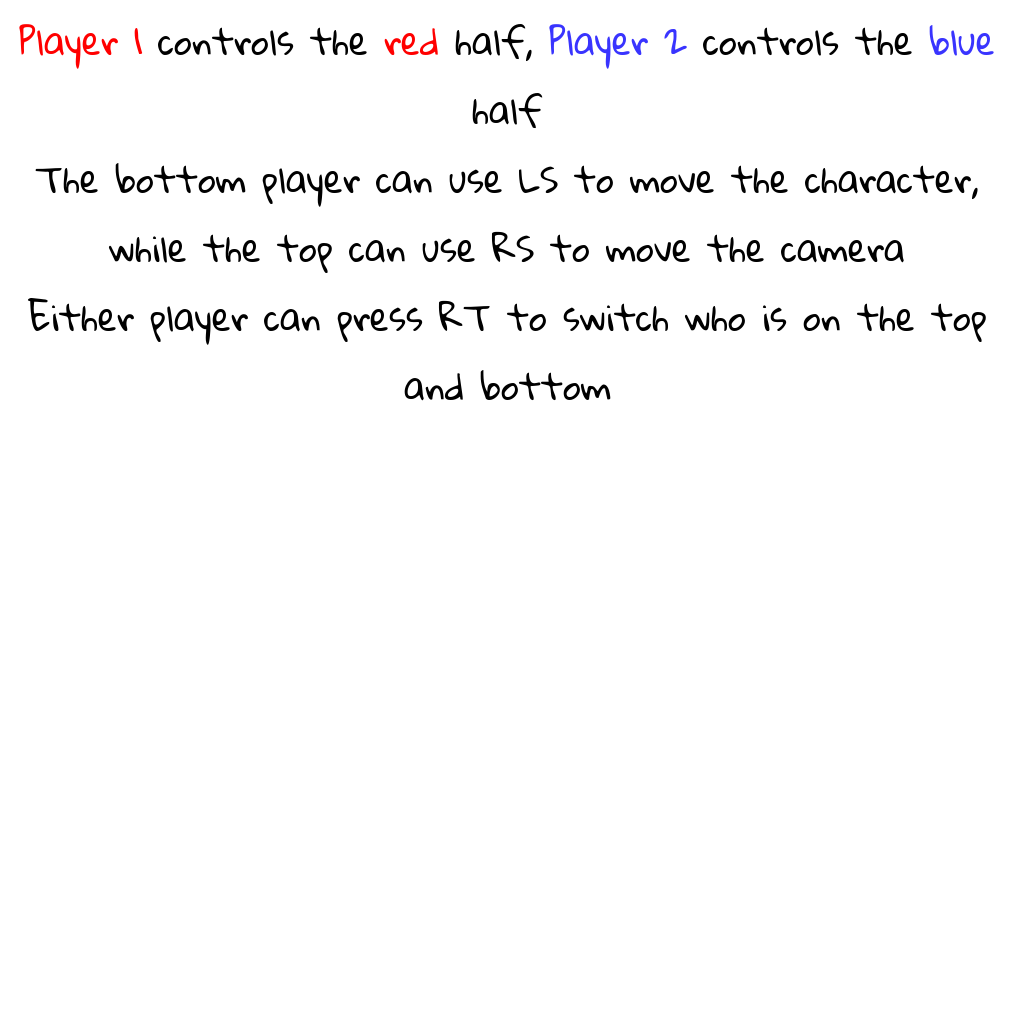 Player 1 controls the red half, Player 2 controls the blue
half
The bottom player can use LS to move the character,
while the top can use RS to move the camera
Either player can press RT to switch who is on the top
and bottom